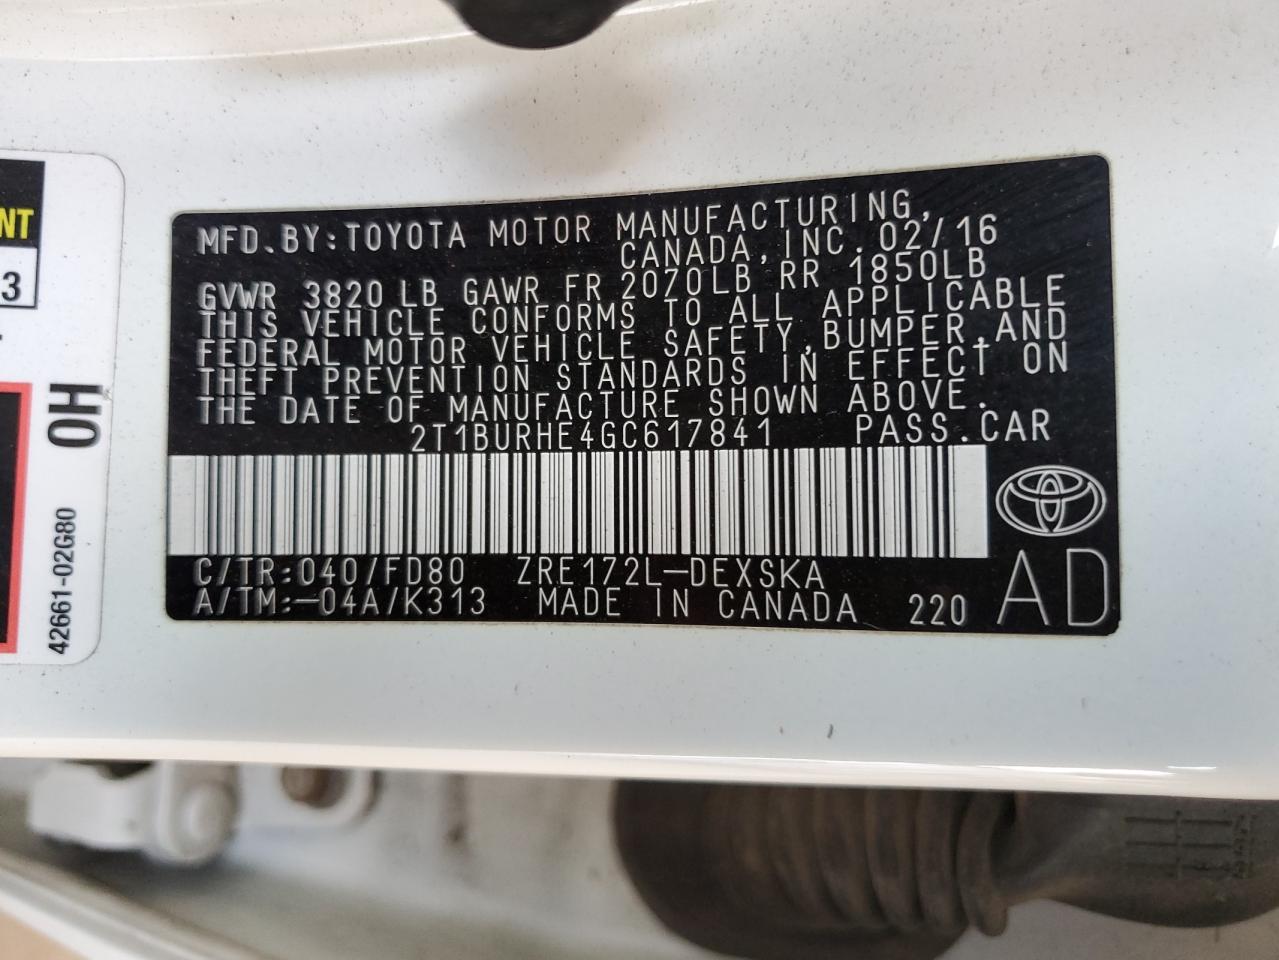 MFD.BY:TOYOTA MOTOR MANUFACTURING,
CANADA,INC.02/16
GVWR 3820 LB GAWR FR 2070LB RR 1850LB
THIS VEHICLE CONFORMS TO ALL APPLICABLE
FEDERAL MOTOR VEHICLE SAFETY,BUMPER,AND
THEFT PREVENTION STANDARDS IN EFFECT ON
THE DATE OF MANUFACTURE SHOWN ABOVE.
2T1BURHE4GC617841 PASS.CAR
C/TR:040/FD80 ZRE172L-DEXSKA
A/TM:-04A/K313 MADE IN CANADA 220
AD
NT
3
0H
42661-02G80